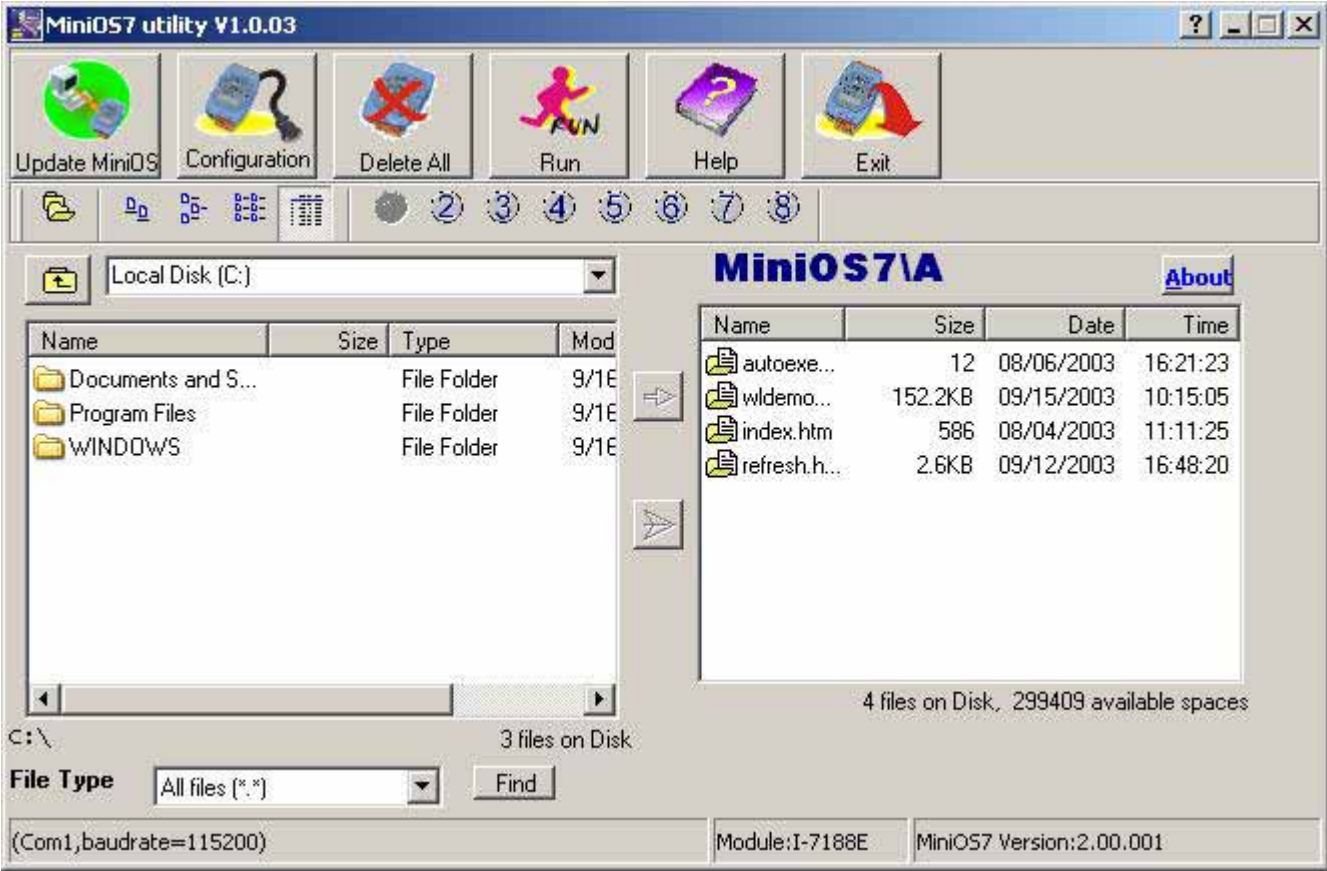 MiniOS7 utility V1.0.03
Update MiniOS Configuration Delete All RUN Run Help Exit
2 3 4 5 6 7 8
Local Disk (C:)
MiniOS7\A
About
Name Size Type Mod
Documents and S... File Folder 9/16
Program Files File Folder 9/16
WINDOWS File Folder 9/16
Name Size Date Time
autoexe... 12 08/06/2003 16:21:23
wldemo... 152.2KB 09/15/2003 10:15:05
index.htm 586 08/04/2003 11:11:25
refresh.h... 2.6KB 09/12/2003 16:48:20
4 files on Disk, 299409 available spaces
C:\ 3 files on Disk
File Type All files (*.*) Find
(Com1,baudrate=115200) Module:I-7188E MiniOS7 Version:2.00.001